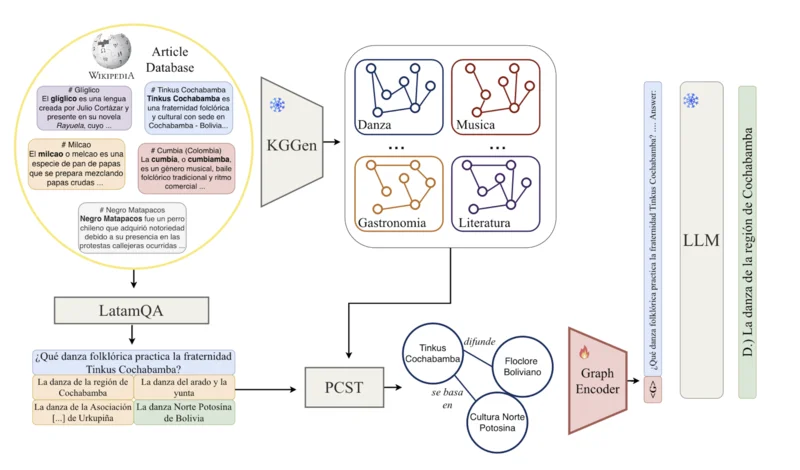 WIKIPEDIA
Article
Database
# Glíglico
El glíglico es una lengua
creada por Julio Cortázar y
presente en su novela
Rayuela, cuyo ...
# Tinkus Cochabamba
Tinkus Cochabamba es
una fraternidad folklórica
y cultural con sede en
Cochabamba - Bolivia...
# Milcao
El milcao o melcao es una
especie de pan de papas
que se prepara mezclando
papas crudas ...
# Cumbia (Colombia)
La cumbia, o cumbiamba,
es un género musical, baile
folclórico tradicional y ritmo
comercial ...
# Negro Matapacos
Negro Matapacos fue un perro
chileno que adquirió notoriedad
debido a su presencia en las
protestas callejeras ocurridas ...
KGGen
Danza
Musica
...
...
Gastronomia
Literatura
LatamQA
¿Qué danza folklórica practica la fraternidad
Tinkus Cochabamba?
La danza de la región de
Cochabamba
La danza del arado y la
yunta
La danza de la Asociación
[...] de Urkupiña
La danza Norte Potosina
de Bolivia
PCST
Tinkus
Cochabamba
difunde
Floclore
Boliviano
se basa
en
Cultura Norte
Potosina
Graph
Encoder
<G>
¿Qué danza folklórica practica la fraternidad Tinkus Cochabamba? .... Answer:
LLM
D.) La danza de la región de Cochabamba